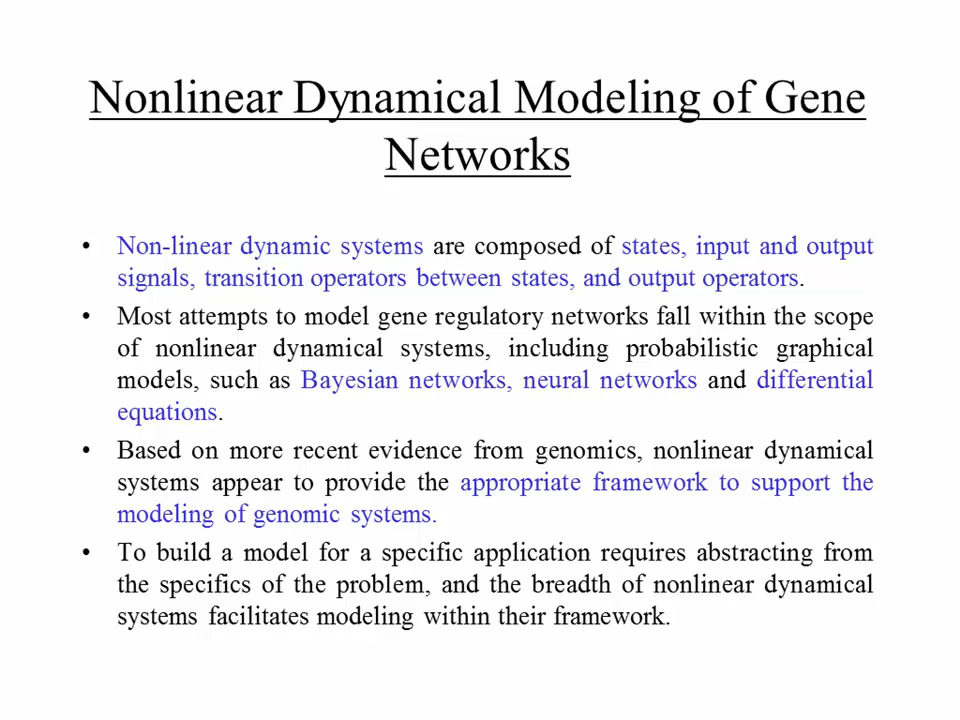 Nonlinear Dynamical Modeling of Gene
Networks
• Non-linear dynamic systems are composed of states, input and output
signals, transition operators between states, and output operators.
• Most attempts to model gene regulatory networks fall within the scope
of nonlinear dynamical systems, including probabilistic graphical
models, such as Bayesian networks, neural networks and differential
equations.
• Based on more recent evidence from genomics, nonlinear dynamical
systems appear to provide the appropriate framework to support the
modeling of genomic systems.
• To build a model for a specific application requires abstracting from
the specifics of the problem, and the breadth of nonlinear dynamical
systems facilitates modeling within their framework.